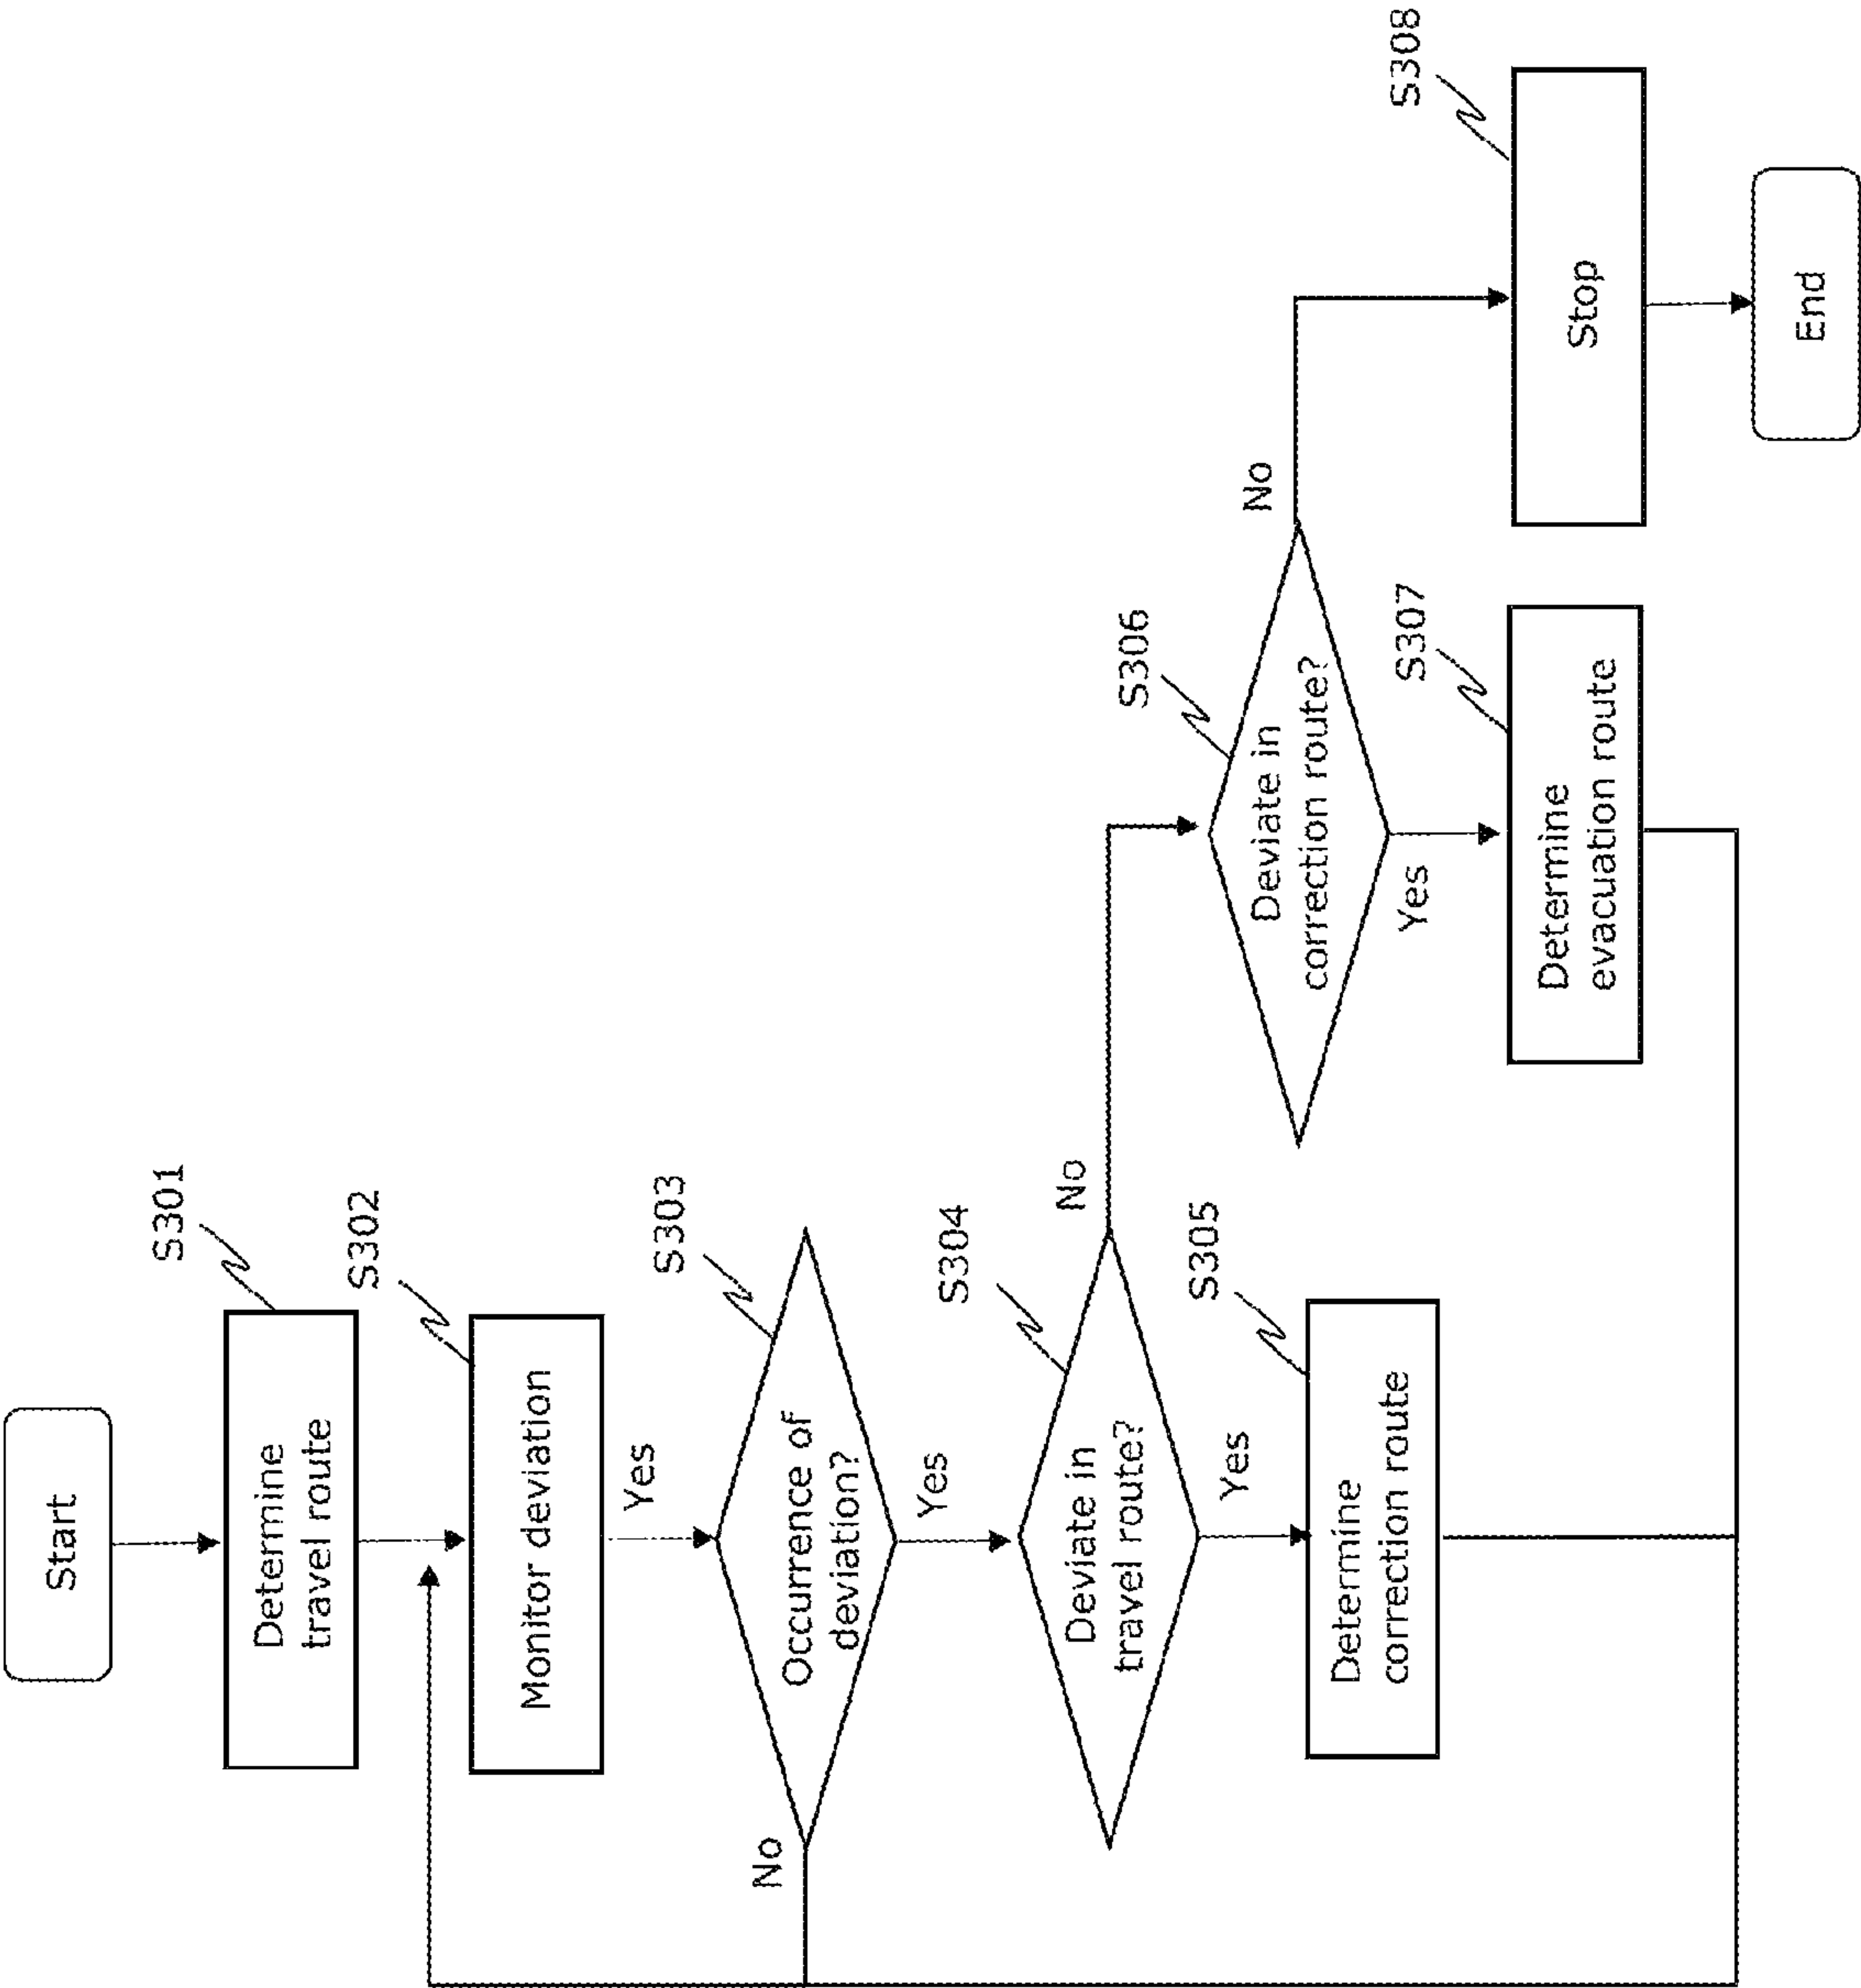 Start
S301
Determine
travel route
S302
Monitor deviation
Yes
S303
Occurrence of
deviation?
No
Yes
S304
Deviate in
travel route?
No
Yes
S305
Determine
correction route
S306
Deviate in
correction route?
No
Yes
S307
Determine
evacuation route
S308
Stop
End